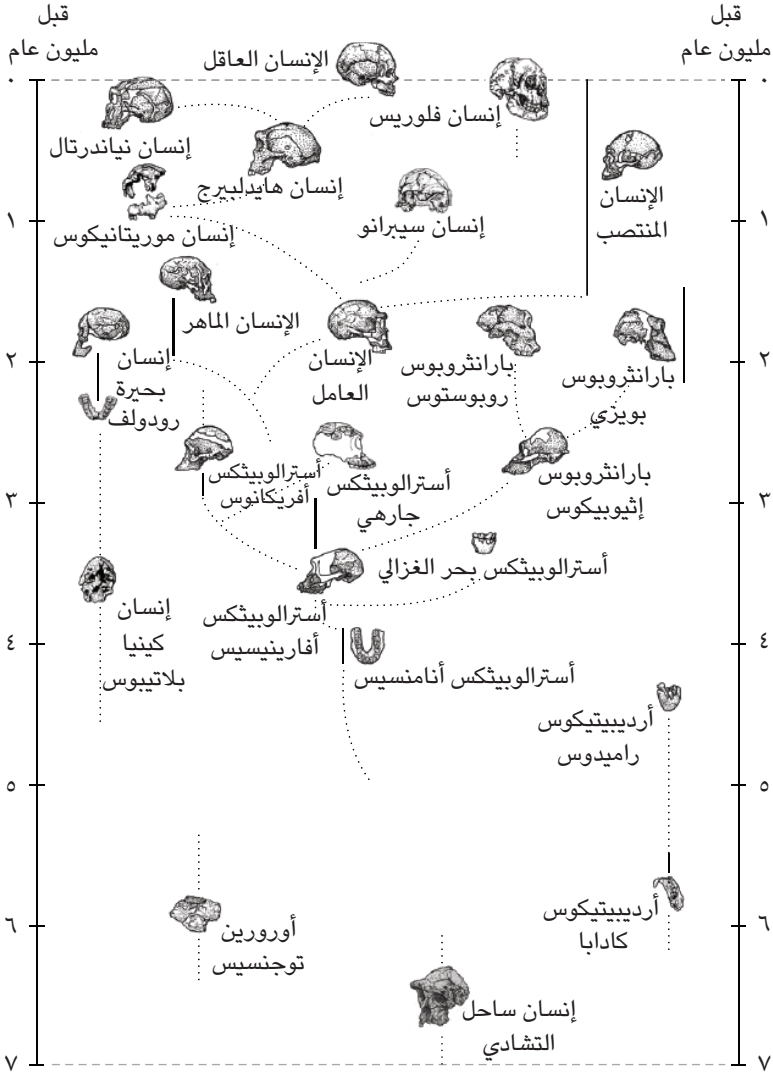 قبل
مليون عام
قبل
مليون عام
٠
٠
الإنسان العاقل
إنسان فلوريس
إنسان نياندرتال
إنسان هايدلبيرج
الإنسان
المنتصب
إنسان سيبرانو
إنسان موريتانيكوس
١
١
الإنسان الماهر
الإنسان
العامل
بارانثروبوس
روبوستوس
بارانثروبوس
بويزي
إنسان
بحيرة
رودولف
٢
٢
أسترالوبيثكس
أفريكانوس
أسترالوبيثكس
جارهي
بارانثروبوس
إثيوبيكوس
٣
٣
أسترالوبيثكس بحر الغزالي
أسترالوبيثكس
أفارينيسيس
إنسان
كينيا
بلاتيبوس
٤
٤
أسترالوبيثكس أنامنسيس
أرديبيتيكوس
راميدوس
٥
٥
أرديبيتيكوس
كادابا
أورورين
توجنسيس
٦
٦
إنسان ساحل
التشادي
٧
٧